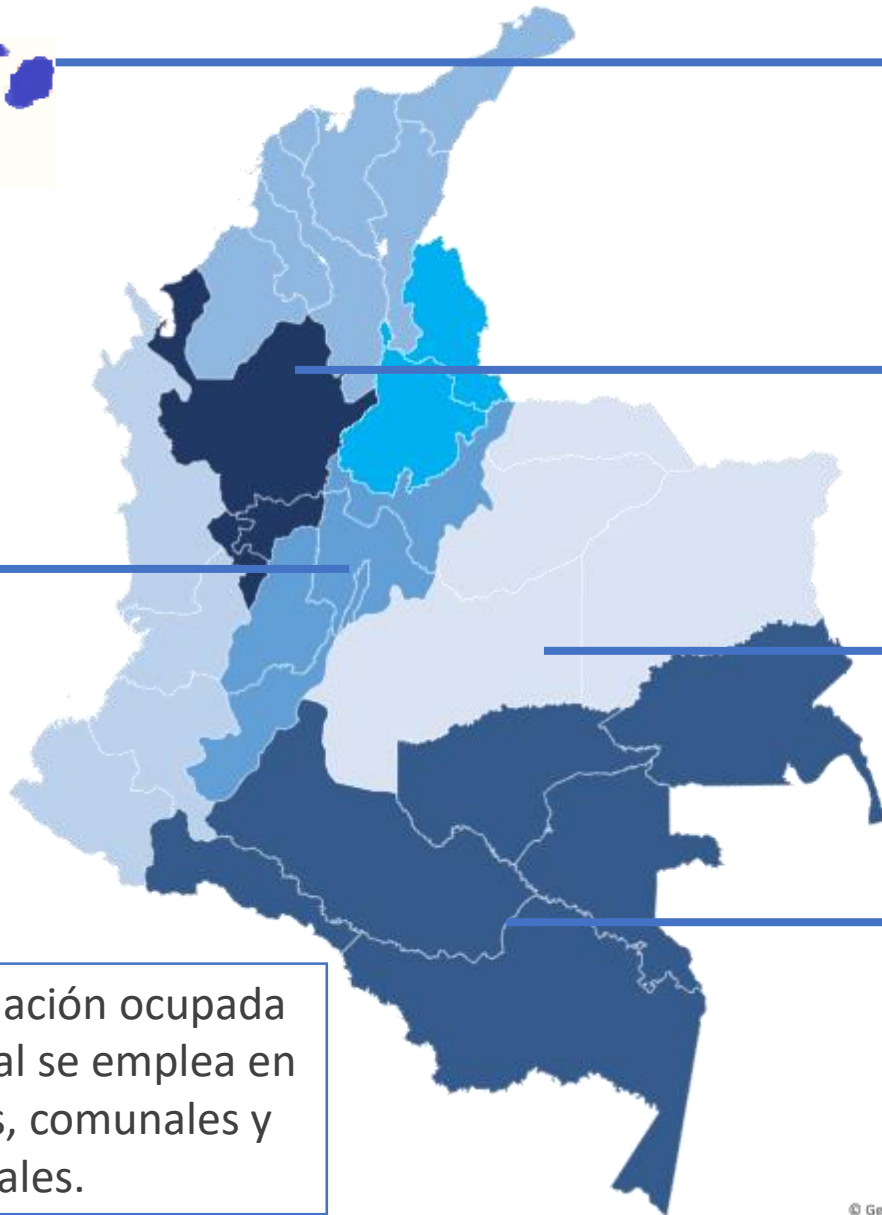 ación ocupada
al se emplea en
s, comunales y
ales.
© Ge